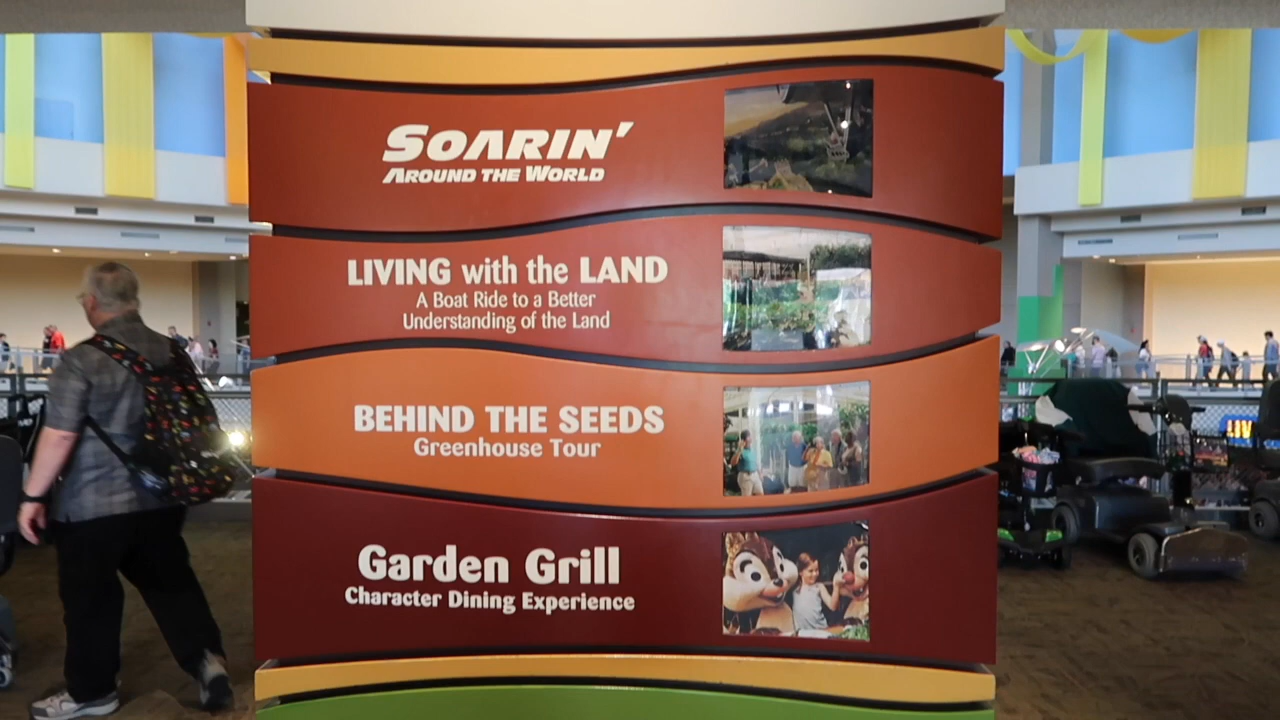 SOARIN'
AROUND THE WORLD
LIVING with the LAND
A Boat Ride to a Better
Understanding of the Land
BEHIND THE SEEDS
Greenhouse Tour
Garden Grill
Character Dining Experience